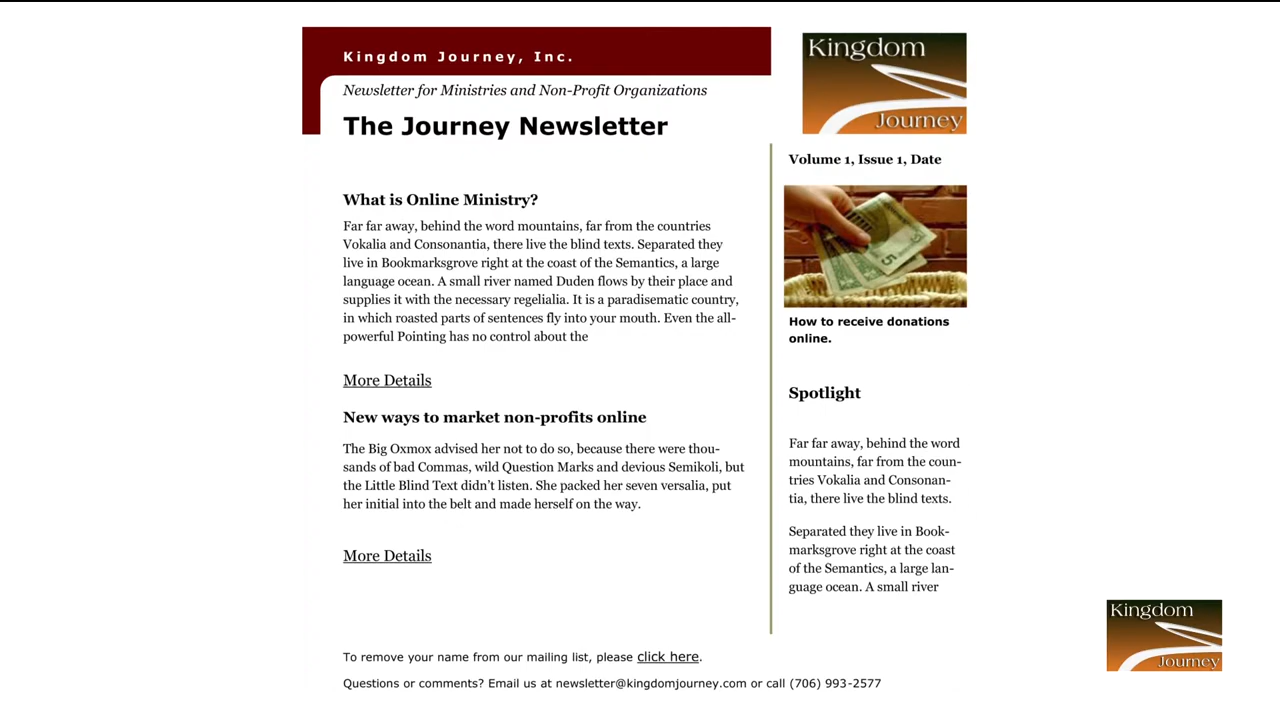 Kingdom Journey, Inc.
Newsletter for Ministries and Non-Profit Organizations
The Journey Newsletter
Kingdom
Journey
Volume 1, Issue 1, Date
What is Online Ministry?
Far far away, behind the word mountains, far from the countries
Vokalia and Consonantia, there live the blind texts. Separated they
live in Bookmarksgrove right at the coast of the Semantics, a large
language ocean. A small river named Duden flows by their place and
supplies it with the necessary regelialia. It is a paradisematic country,
in which roasted parts of sentences fly into your mouth. Even the all-
powerful Pointing has no control about the
More Details
New ways to market non-profits online
The Big Oxmox advised her not to do so, because there were thou-
sands of bad Commas, wild Question Marks and devious Semikoli, but
the Little Blind Text didn’t listen. She packed her seven versalia, put
her initial into the belt and made herself on the way.
More Details
5
5
How to receive donations
online.
Spotlight
Far far away, behind the word
mountains, far from the coun-
tries Vokalia and Consonan-
tia, there live the blind texts.
Separated they live in Book-
marksgrove right at the coast
of the Semantics, a large lan-
guage ocean. A small river
To remove your name from our mailing list, please click here.
Questions or comments? Email us at newsletter@kingdomjourney.com or call (706) 993-2577
Kingdom
Journey